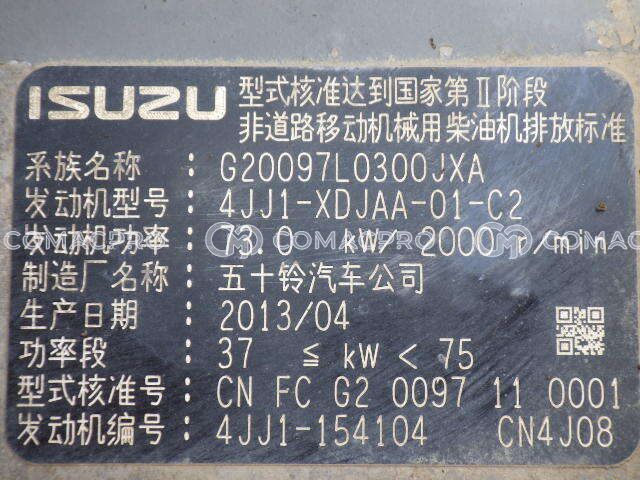 ISUZU 型式核准达到国家第Ⅱ阶段
非道路移动机械用柴油机排放标准
系族名称 : G20097L0300JXA
发动机型号 : 4JJ1-XDJAA-01-C2
发动机功率 : 73.0 kW/ 2000 r/min
COMACPRO COMACPRO COMACPRO
制造厂名称 : 五十铃汽车公司
生产日期 : 2013/04
功率段 : 37 ≦ kW < 75
型式核准号 : CN FC G2 0097 11 0001
发动机编号 : 4JJ1-154104 CN4J08